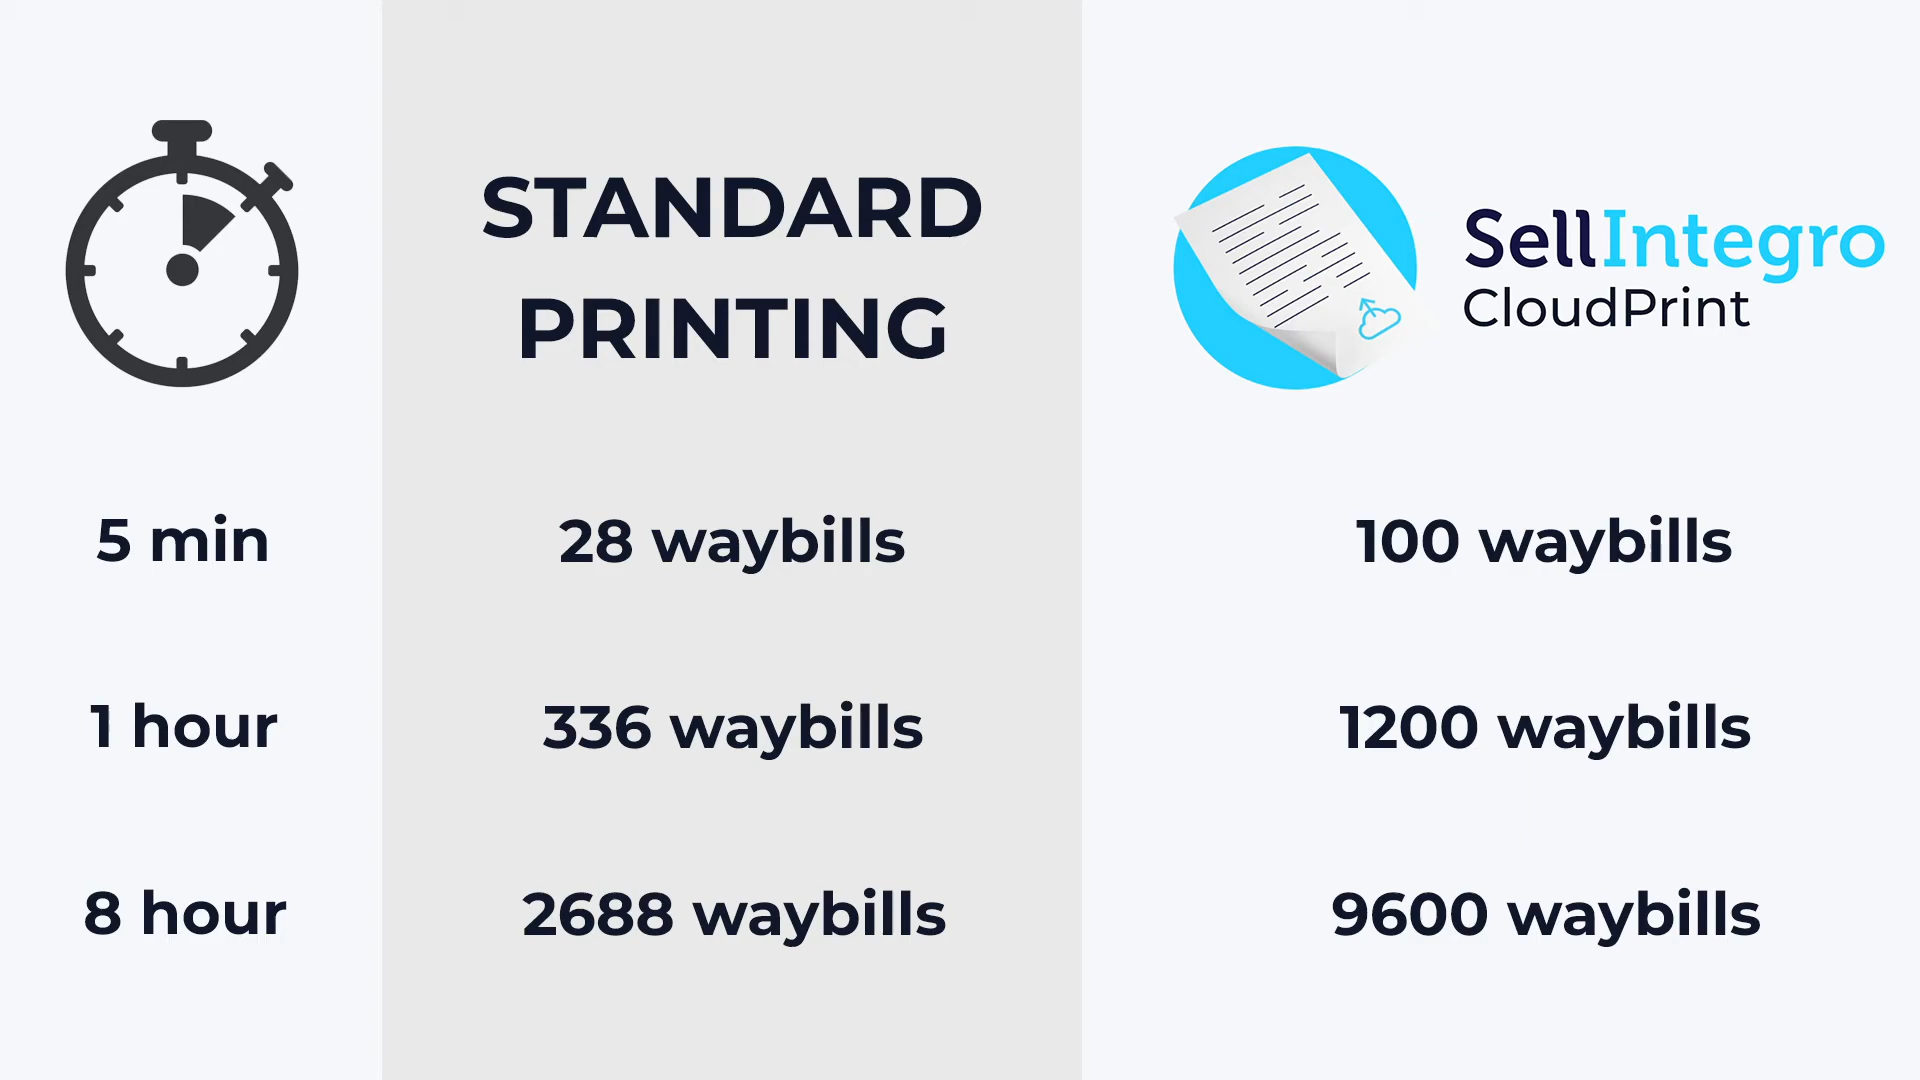 STANDARD
PRINTING
SellIntegro
CloudPrint
5 min
28 waybills
100 waybills
1 hour
336 waybills
1200 waybills
8 hour
2688 waybills
9600 waybills